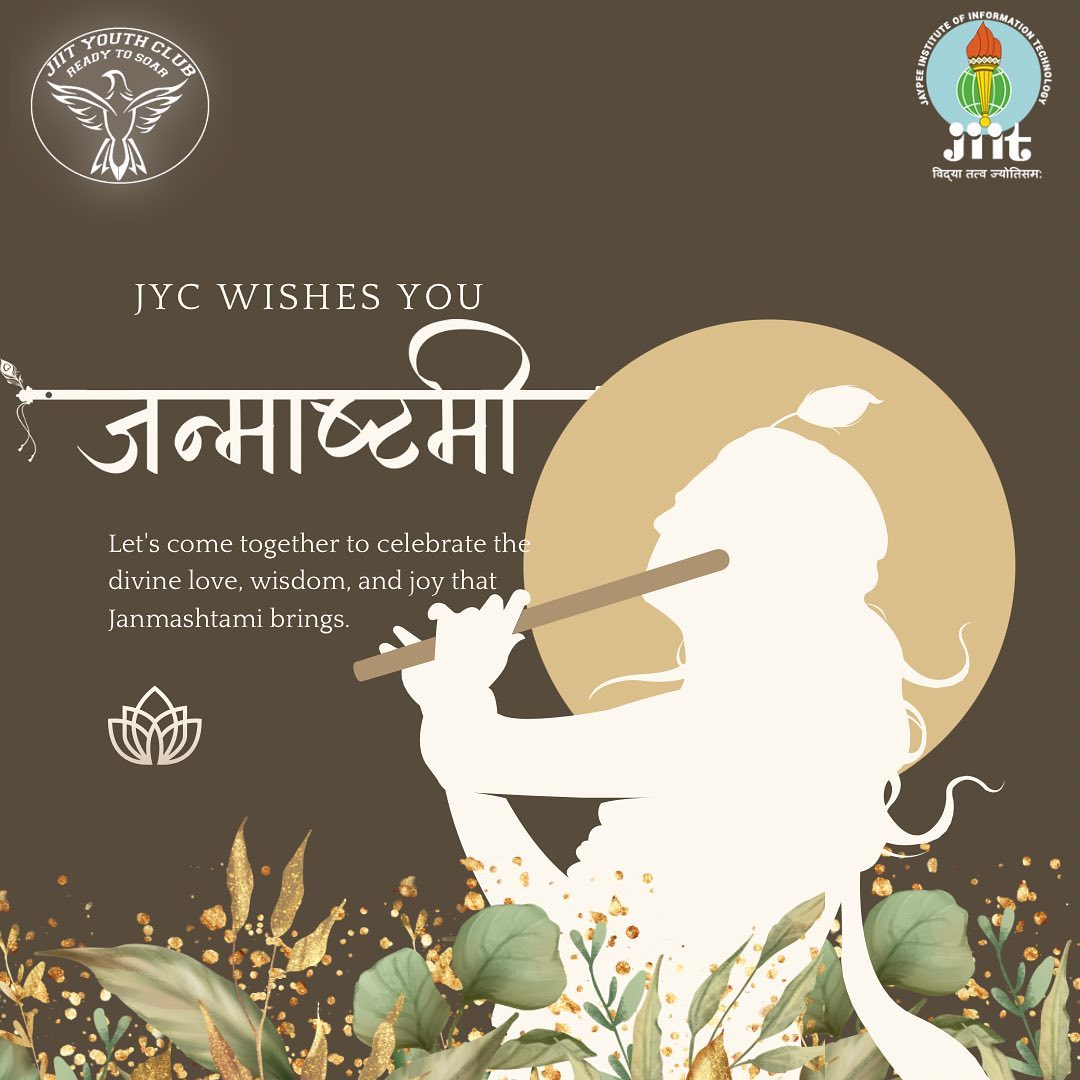 JIIT YOUTH CLUB
READY TO SOAR
JAYPEE INSTITUTE OF INFORMATION TECHNOLOGY
jiit
विद्या तत्व ज्योतिसम:
JYC WISHES YOU
जन्माष्टमी
Let's come together to celebrate the
divine love, wisdom, and joy that
Janmashtami brings.